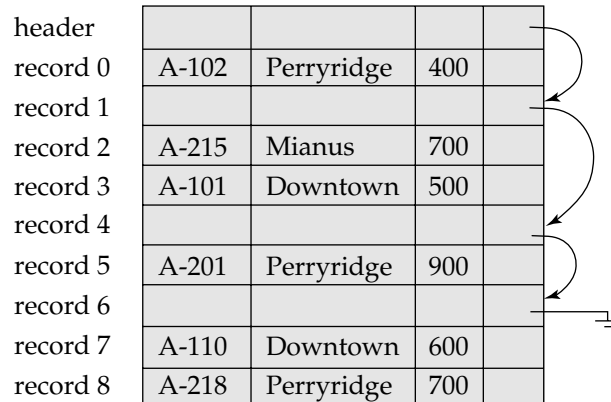 header
record 0 A-102 Perryridge 400
record 1
record 2 A-215 Mianus 700
record 3 A-101 Downtown 500
record 4
record 5 A-201 Perryridge 900
record 6
record 7 A-110 Downtown 600
record 8 A-218 Perryridge 700